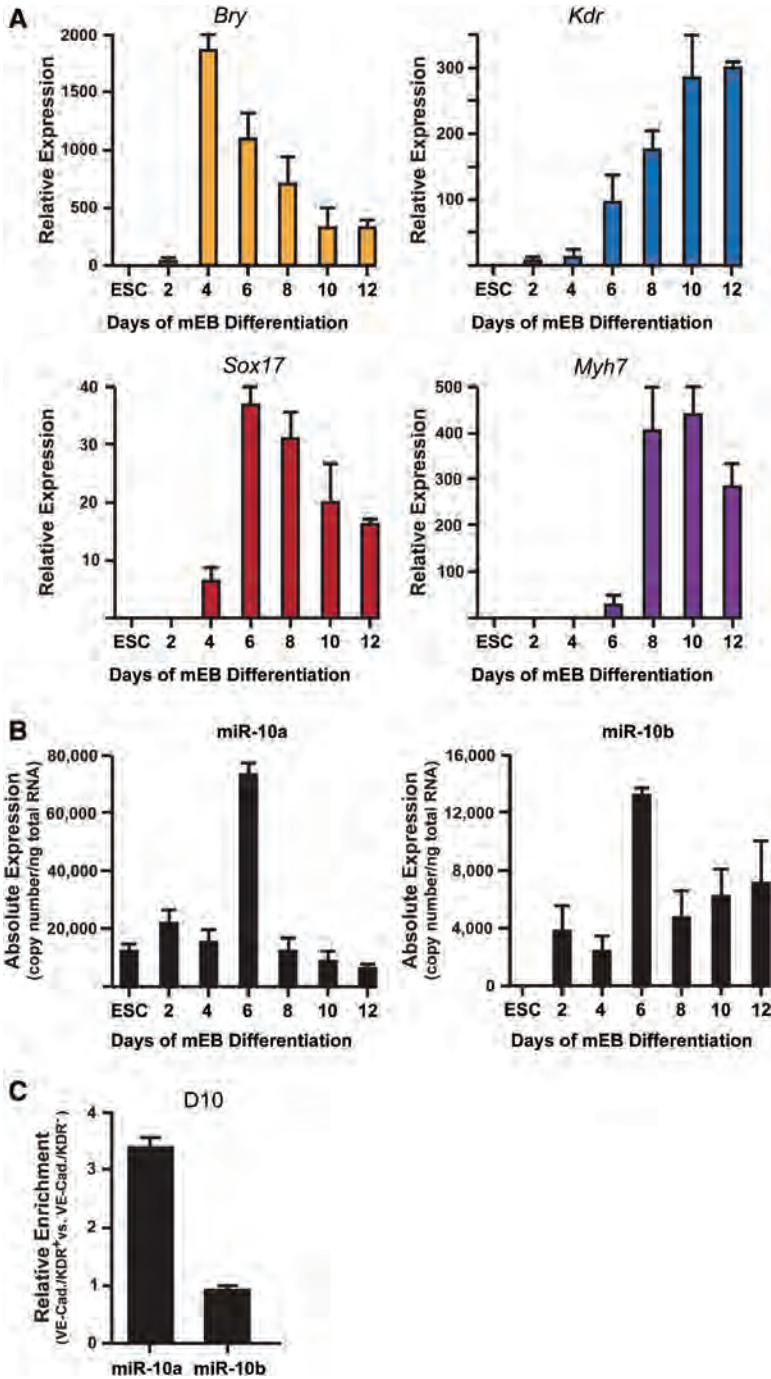 A
Bry
Relative Expression
2000
1500
1000
500
0
ESC 2 4 6 8 10 12
Days of mEB Differentiation
Kdr
Relative Expression
300
200
100
ESC 2 4 6 8 10 12
Days of mEB Differentiation
Sox17
Relative Expression
40
30
20
10
ESC 2 4 6 8 10 12
Days of mEB Differentiation
Myh7
Relative Expression
500
400
300
200
100
ESC 2 4 6 8 10 12
Days of mEB Differentiation
B
miR-10a
Absolute Expression
(copy number/ng total RNA)
80,000
60,000
40,000
20,000
0
ESC 2 4 6 8 10 12
Days of mEB Differentiation
miR-10b
Absolute Expression
(copy number/ng total RNA)
16,000
12,000
8,000
4,000
0
ESC 2 4 6 8 10 12
Days of mEB Differentiation
C
D10
Relative Enrichment
(VE-Cad./KDR⁺ vs. VE-Cad./KDR⁻)
4
3
2
1
0
miR-10a miR-10b